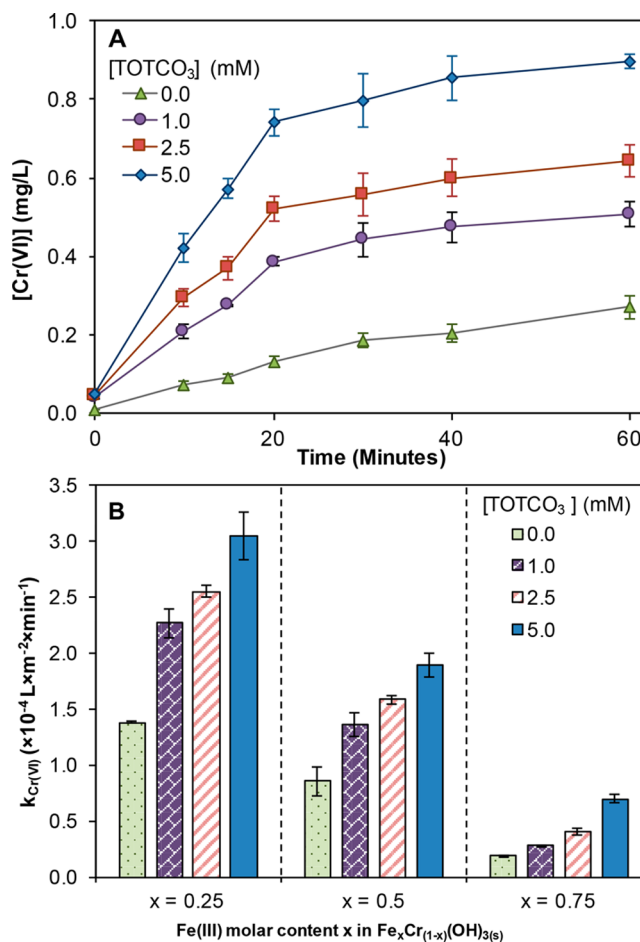 A
[TOTCO₃] (mM)
0.0
1.0
2.5
5.0
1.0
0.8
0.6
0.4
0.2
0.0
[Cr(VI)] (mg/L)
0
20
40
60
Time (Minutes)
B
[TOTCO₃ ] (mM)
0.0
1.0
2.5
5.0
3.5
3.0
2.5
2.0
1.5
1.0
0.5
0.0
k_Cr(VI) (×10⁻⁴ L×m⁻²×min⁻¹)
x = 0.25
x = 0.5
x = 0.75
Fe(III) molar content x in FeₓCr₍₁₋ₓ₎(OH)₃₍ₛ₎